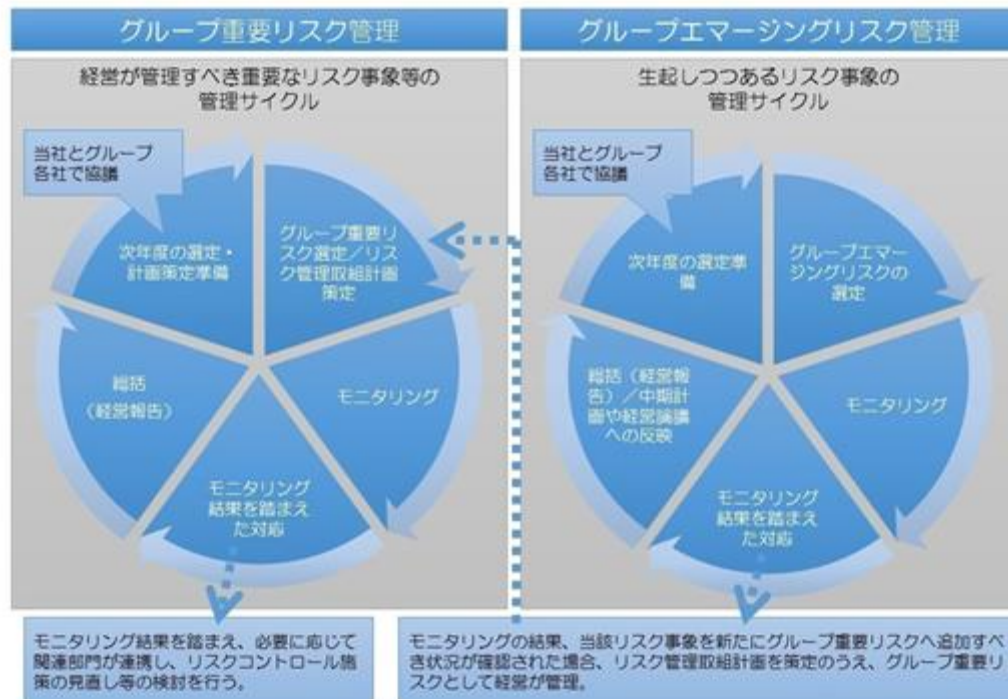 グループ重要リスク管理
経営が管理すべき重要なリスク事象等の
管理サイクル
当社とグループ
各社で協議
次年度の選定・
計画策定準備
グループ重要リ
スク選定／リス
ク管理取組計画
策定
モニタリング
モニタリング
結果を踏まえ
た対応
総括
（経営報告）
モニタリング結果を踏まえ、必要に応じて
関連部門が連携し、リスクコントロール施
策の見直し等の検討を行う。
グループエマージングリスク管理
生起しつつあるリスク事象の
管理サイクル
当社とグループ
各社で協議
次年度の選定準
備
グループエマー
ジングリスクの
選定
モニタリング
モニタリング
結果を踏まえ
た対応
総括（経営報
告）／中期計
画や経営論議
への反映
モニタリングの結果、当該リスク事象を新たにグループ重要リスクへ追加すべ
き状況が確認された場合、リスク管理取組計画を策定のうえ、グループ重要リ
スクとして経営が管理。